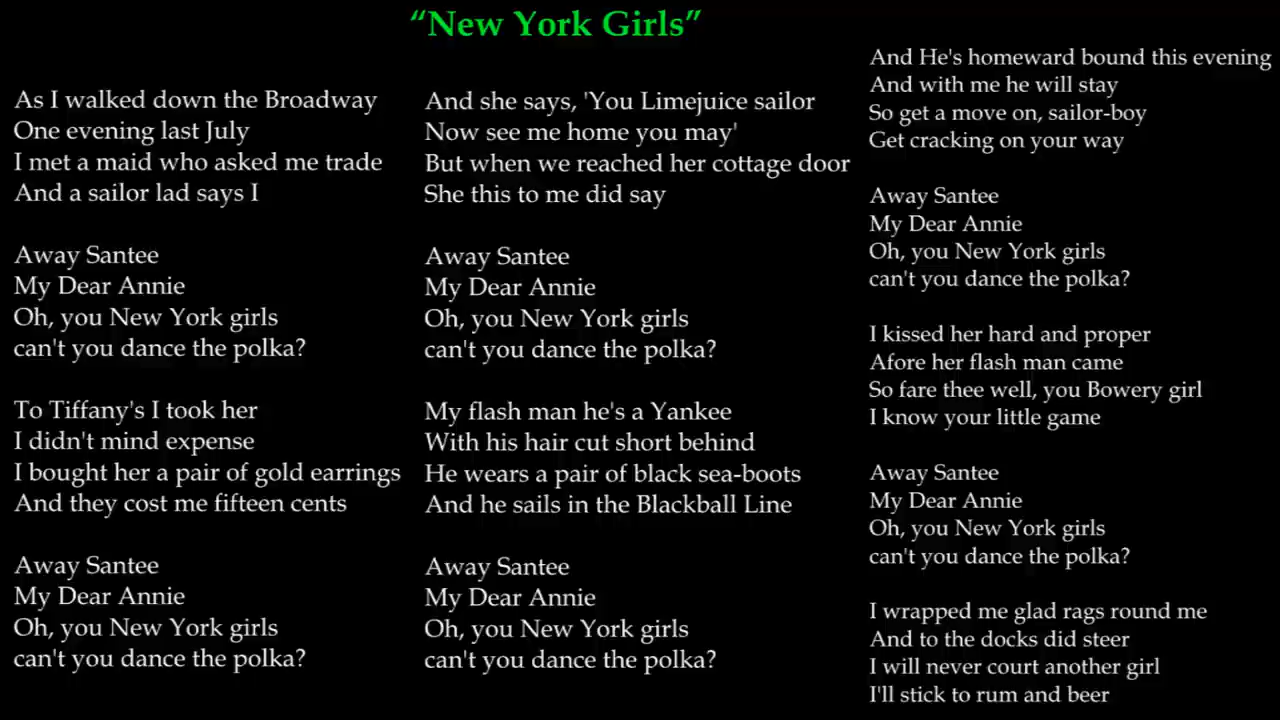 “New York Girls”
As I walked down the Broadway
One evening last July
I met a maid who asked me trade
And a sailor lad says I
Away Santee
My Dear Annie
Oh, you New York girls
can't you dance the polka?
To Tiffany's I took her
I didn't mind expense
I bought her a pair of gold earrings
And they cost me fifteen cents
Away Santee
My Dear Annie
Oh, you New York girls
can't you dance the polka?
And she says, 'You Limejuice sailor
Now see me home you may'
But when we reached her cottage door
She this to me did say
Away Santee
My Dear Annie
Oh, you New York girls
can't you dance the polka?
My flash man he's a Yankee
With his hair cut short behind
He wears a pair of black sea-boots
And he sails in the Blackball Line
Away Santee
My Dear Annie
Oh, you New York girls
can't you dance the polka?
And He's homeward bound this evening
And with me he will stay
So get a move on, sailor-boy
Get cracking on your way
Away Santee
My Dear Annie
Oh, you New York girls
can't you dance the polka?
I kissed her hard and proper
Afore her flash man came
So fare thee well, you Bowery girl
I know your little game
Away Santee
My Dear Annie
Oh, you New York girls
can't you dance the polka?
I wrapped me glad rags round me
And to the docks did steer
I will never court another girl
I'll stick to rum and beer